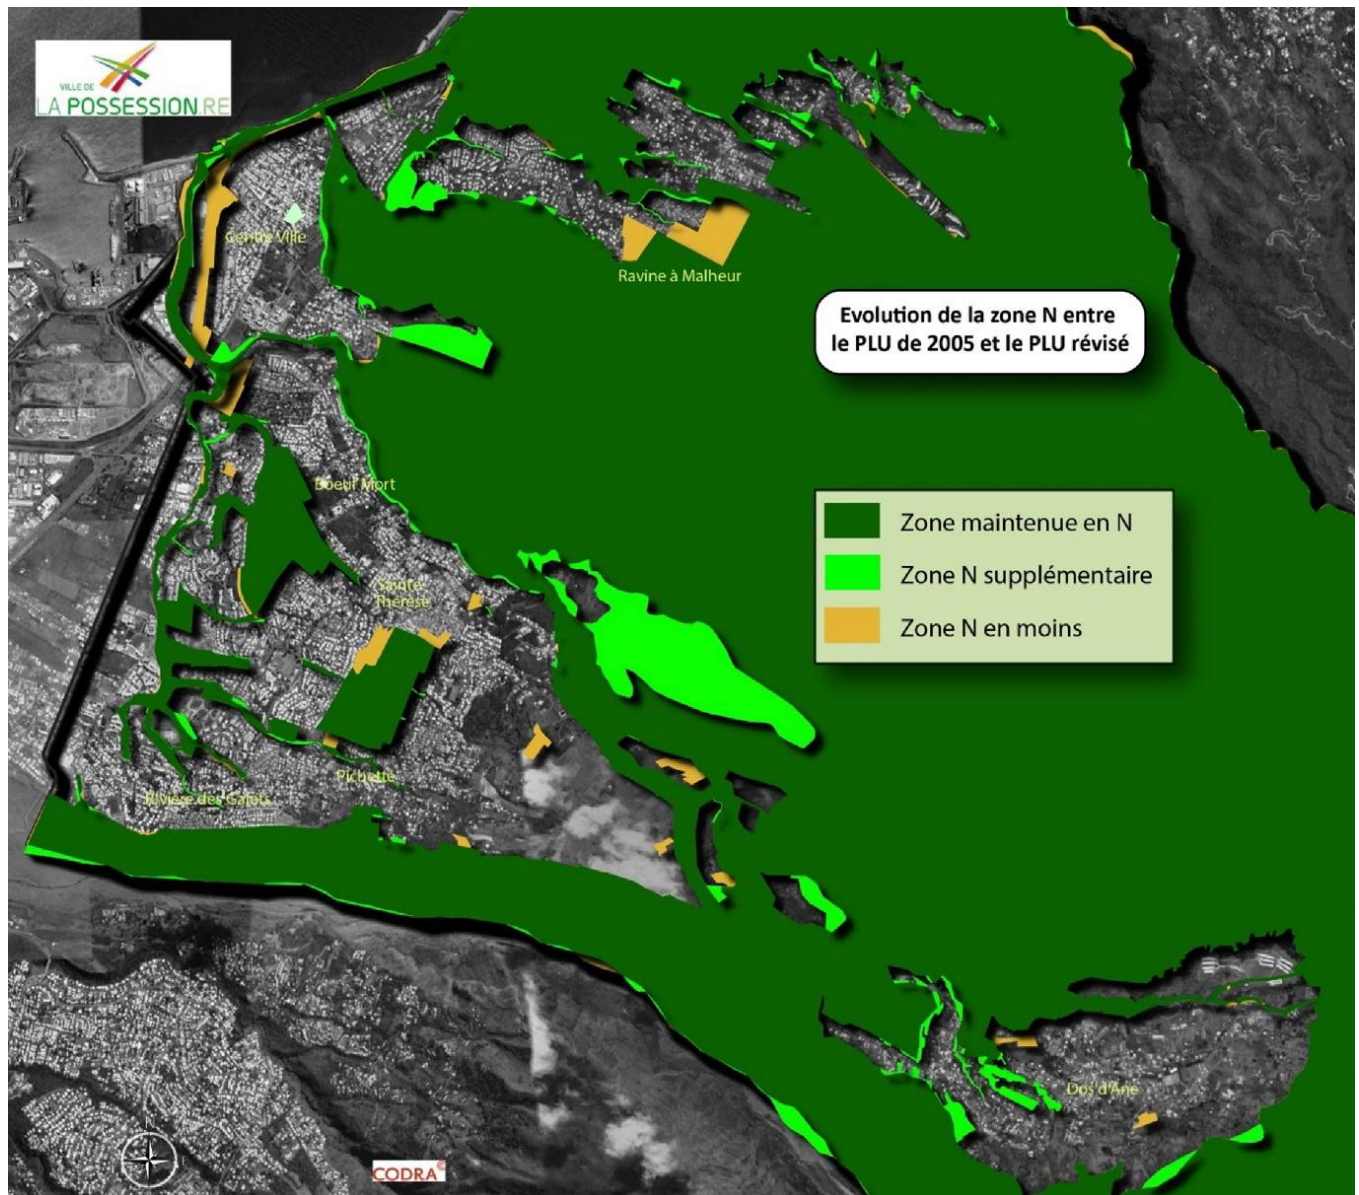 VILLE DE
LA POSSESSION.RE
Centre Ville
Ravine à Malheur
Evolution de la zone N entre
le PLU de 2005 et le PLU révisé
Boeuf Mort
Zone maintenue en N
Zone N supplémentaire
Zone N en moins
Sainte
Thérèse
Pichette
Rivière des Galets
Dos d'Ane
N
CODRA